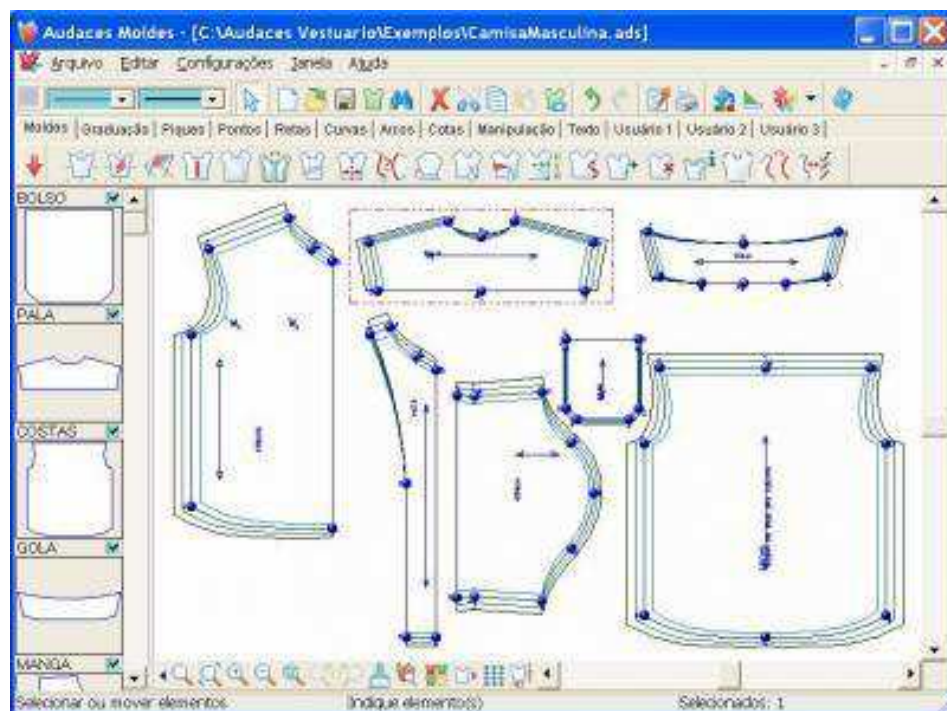 Audaces Moldes - [C:\Audaces Vestuario\Exemplos\CamisaMasculina.ads]
Arquivo Editar Configurações Janela Ajuda
Moldes Graduação Piques Pontos Retas Curvas Arcos Cotas Manipulação Texto Usuário 1 Usuário 2 Usuário 3
BOLSO
PALA
COSTAS
GOLA
MANGA
Selecionar ou mover elementos Indique elemento(s) Selecionados: 1